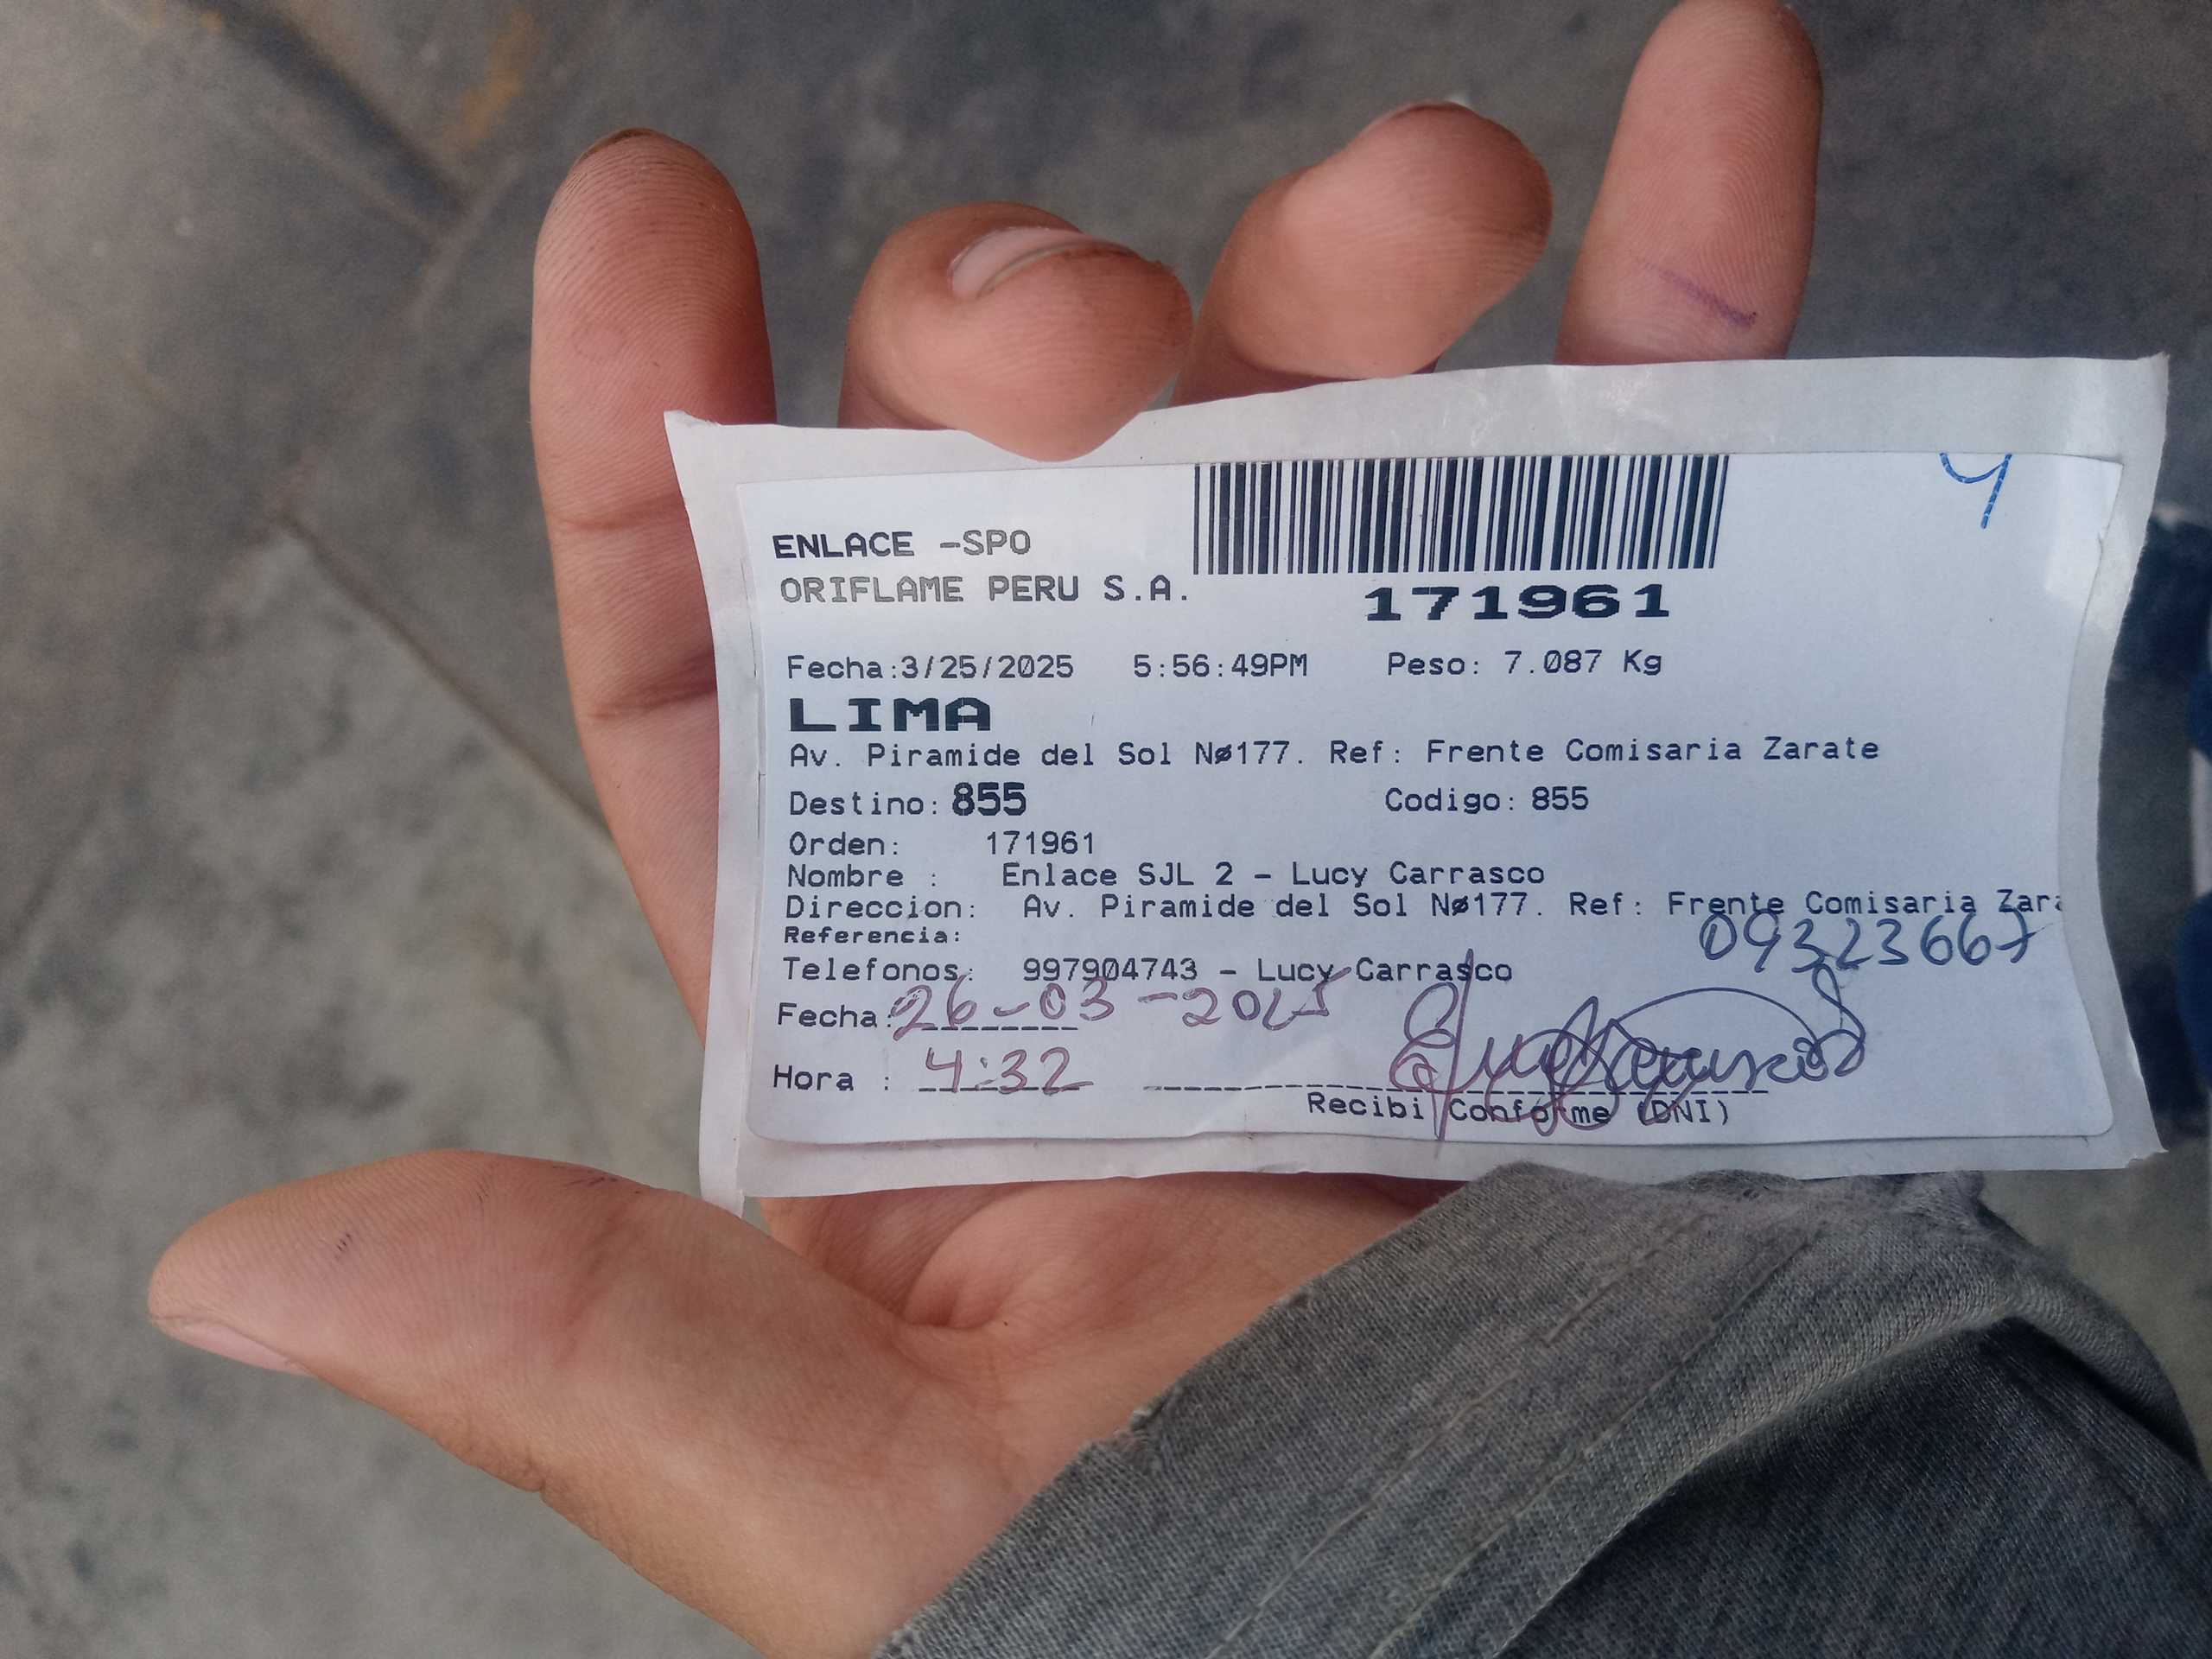 4
ENLACE -SPO
ORIFLAME PERU S.A.
171961
Fecha:3/25/2025 5:56:49PM Peso: 7.087 Kg
LIMA
Av. Piramide del Sol Nø177. Ref: Frente Comisaria Zarate
Destino: 855 Codigo: 855
Orden: 171961
Nombre : Enlace SJL 2 - Lucy Carrasco
Direccion: Av. Piramide del Sol Nø177. Ref: Frente Comisaria Zara
Referencia:
09323667
Telefonos: 997904743 - Lucy Carrasco
Fecha: 26-03-2025
Hora : 4:32
Recibi Conforme (DNI)